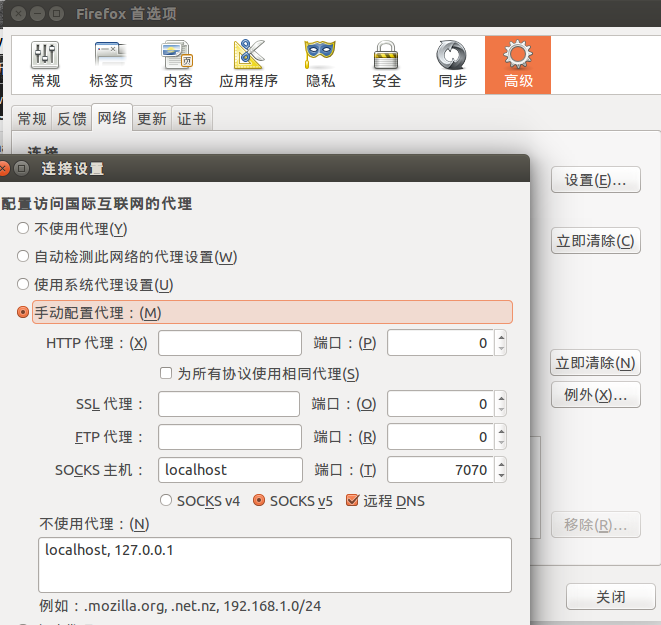 Firefox 首选项
常规 标签页 内容 应用程序 隐私 安全 同步 高级
常规 反馈 网络 更新 证书
连接设置
设置(E)...
配置访问国际互联网的代理
不使用代理(Y)
立即清除(C)
自动检测此网络的代理设置(W)
使用系统代理设置(U)
手动配置代理：(M)
HTTP 代理：(X) 端口：(P) 0
立即清除(N)
为所有协议使用相同代理(S)
例外(X)...
SSL 代理： 端口：(O) 0
FTP 代理： 端口：(R) 0
SOCKS 主机： localhost 端口：(T) 7070
SOCKS v4 SOCKS v5 远程 DNS
不使用代理：(N)
移除(R)...
localhost, 127.0.0.1
关闭
例如：.mozilla.org, .net.nz, 192.168.1.0/24